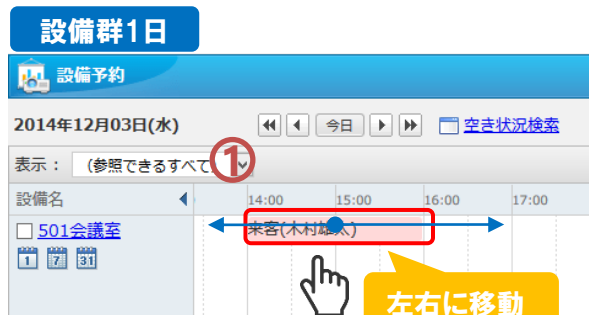 設備群1日
設備予約
2014年12月03日(水) 今日 空き状況検索
表示： (参照できるすべて
①
設備名 14:00 15:00 16:00 17:00
501会議室 来客(木村雄太)
1 7 31
左右に移動